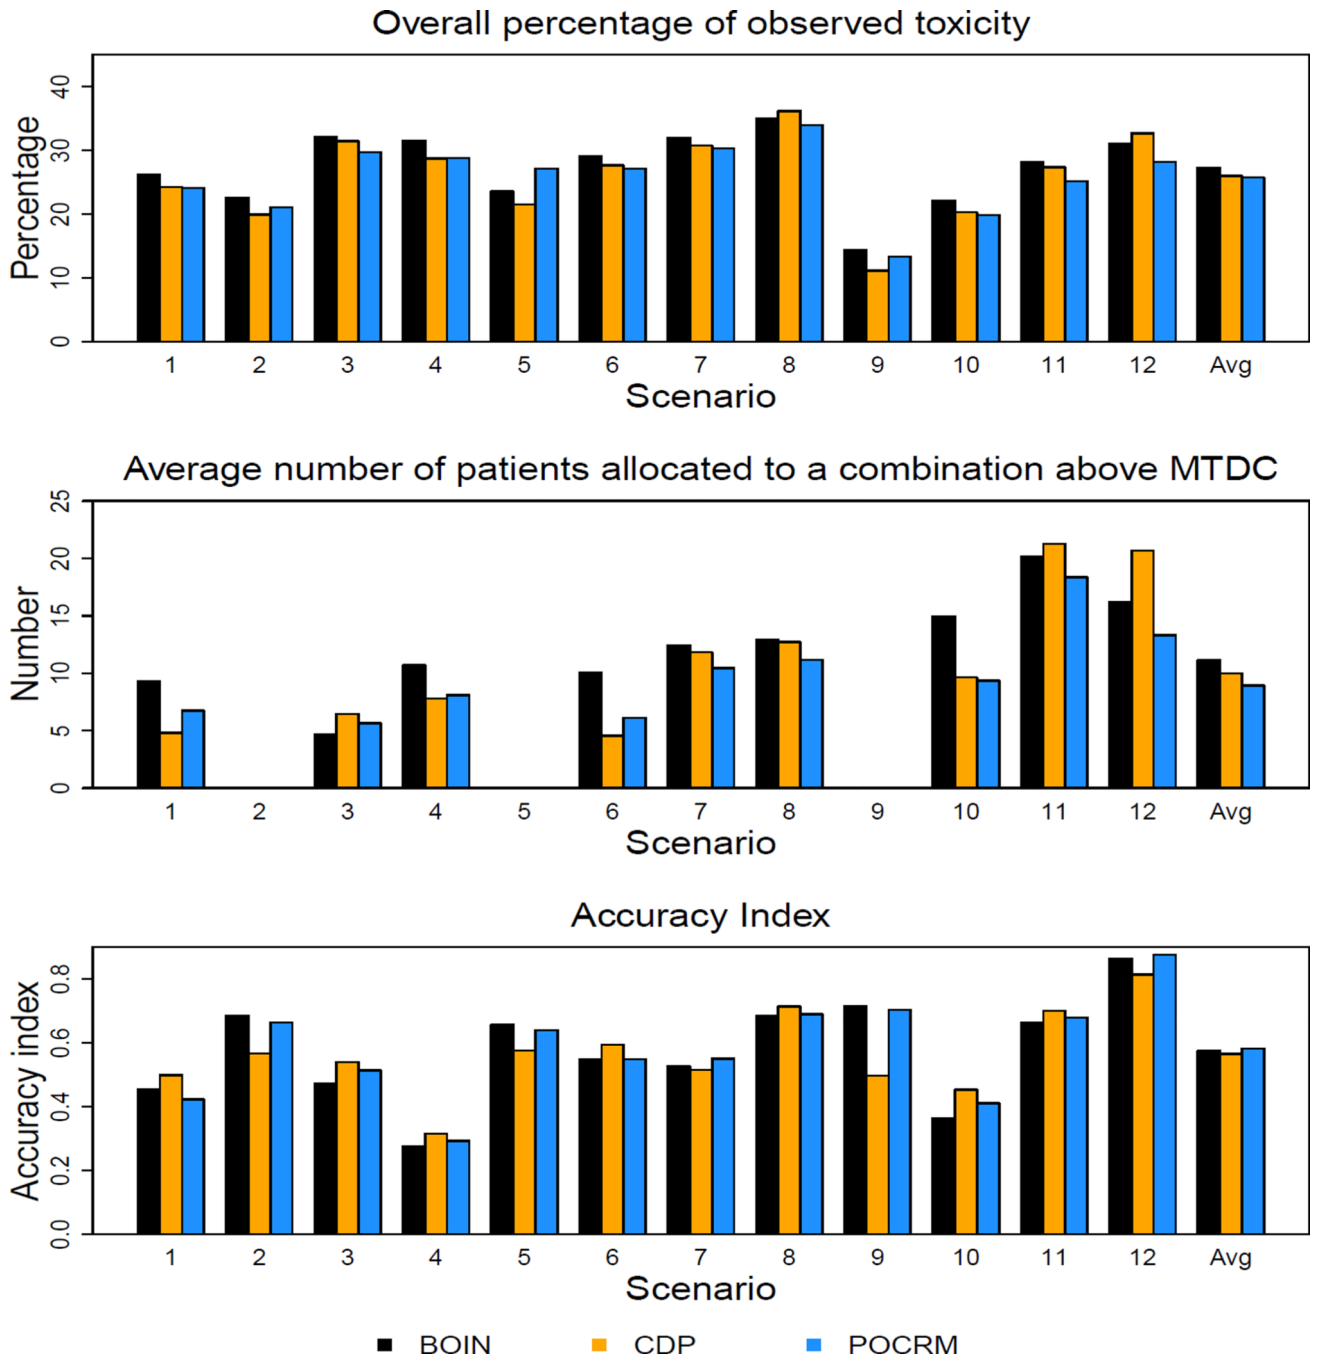 Overall percentage of observed toxicity
Percentage
40
30
20
10
0
1 2 3 4 5 6 7 8 9 10 11 12 Avg
Scenario
Average number of patients allocated to a combination above MTDC
Number
25
20
15
10
5
0
1 2 3 4 5 6 7 8 9 10 11 12 Avg
Scenario
Accuracy Index
Accuracy index
0.8
0.6
0.4
0.2
0.0
1 2 3 4 5 6 7 8 9 10 11 12 Avg
Scenario
BOIN CDP POCRM